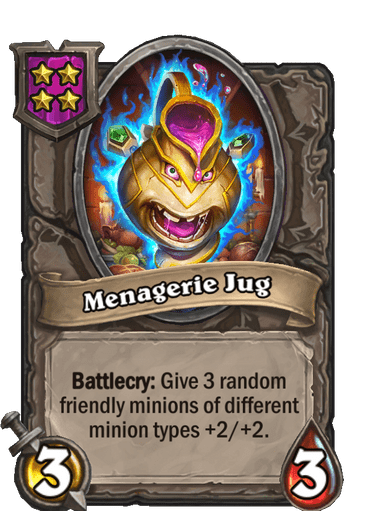 Menagerie Jug
Battlecry: Give 3 random
friendly minions of different
minion types +2/+2.
3
3